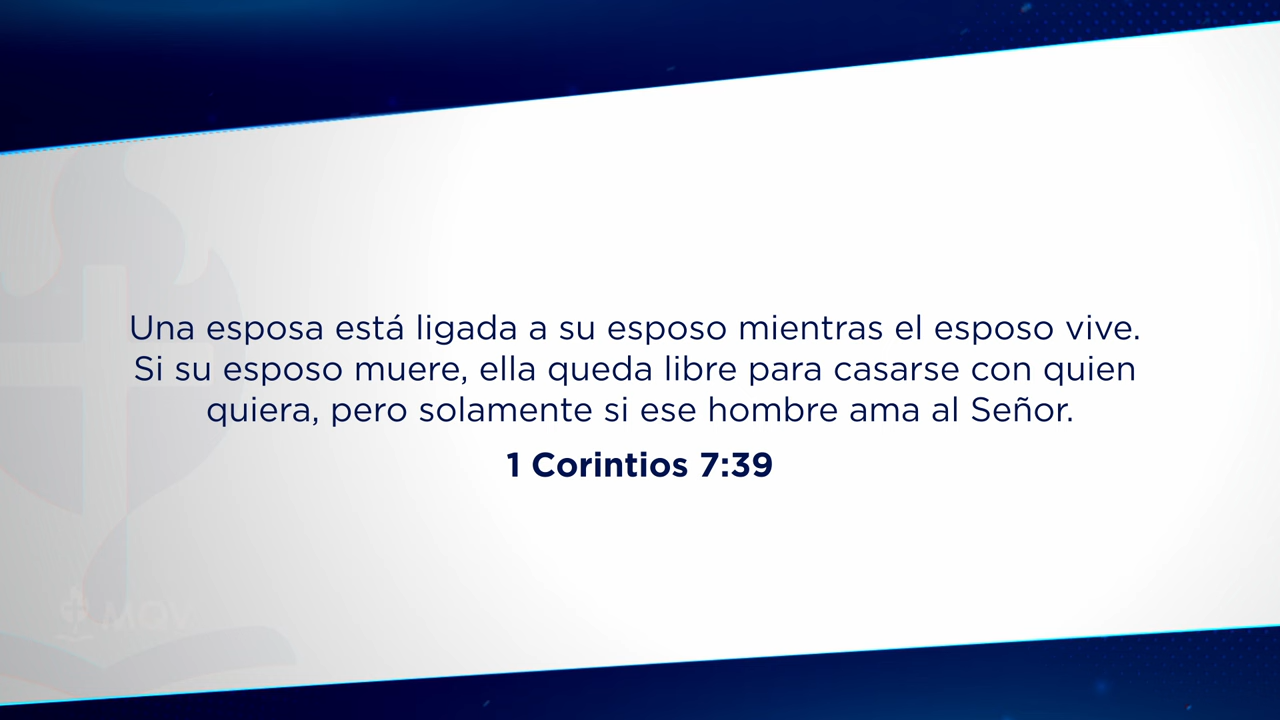 Una esposa está ligada a su esposo mientras el esposo vive.
Si su esposo muere, ella queda libre para casarse con quien
quiera, pero solamente si ese hombre ama al Señor.
1 Corintios 7:39
MOV